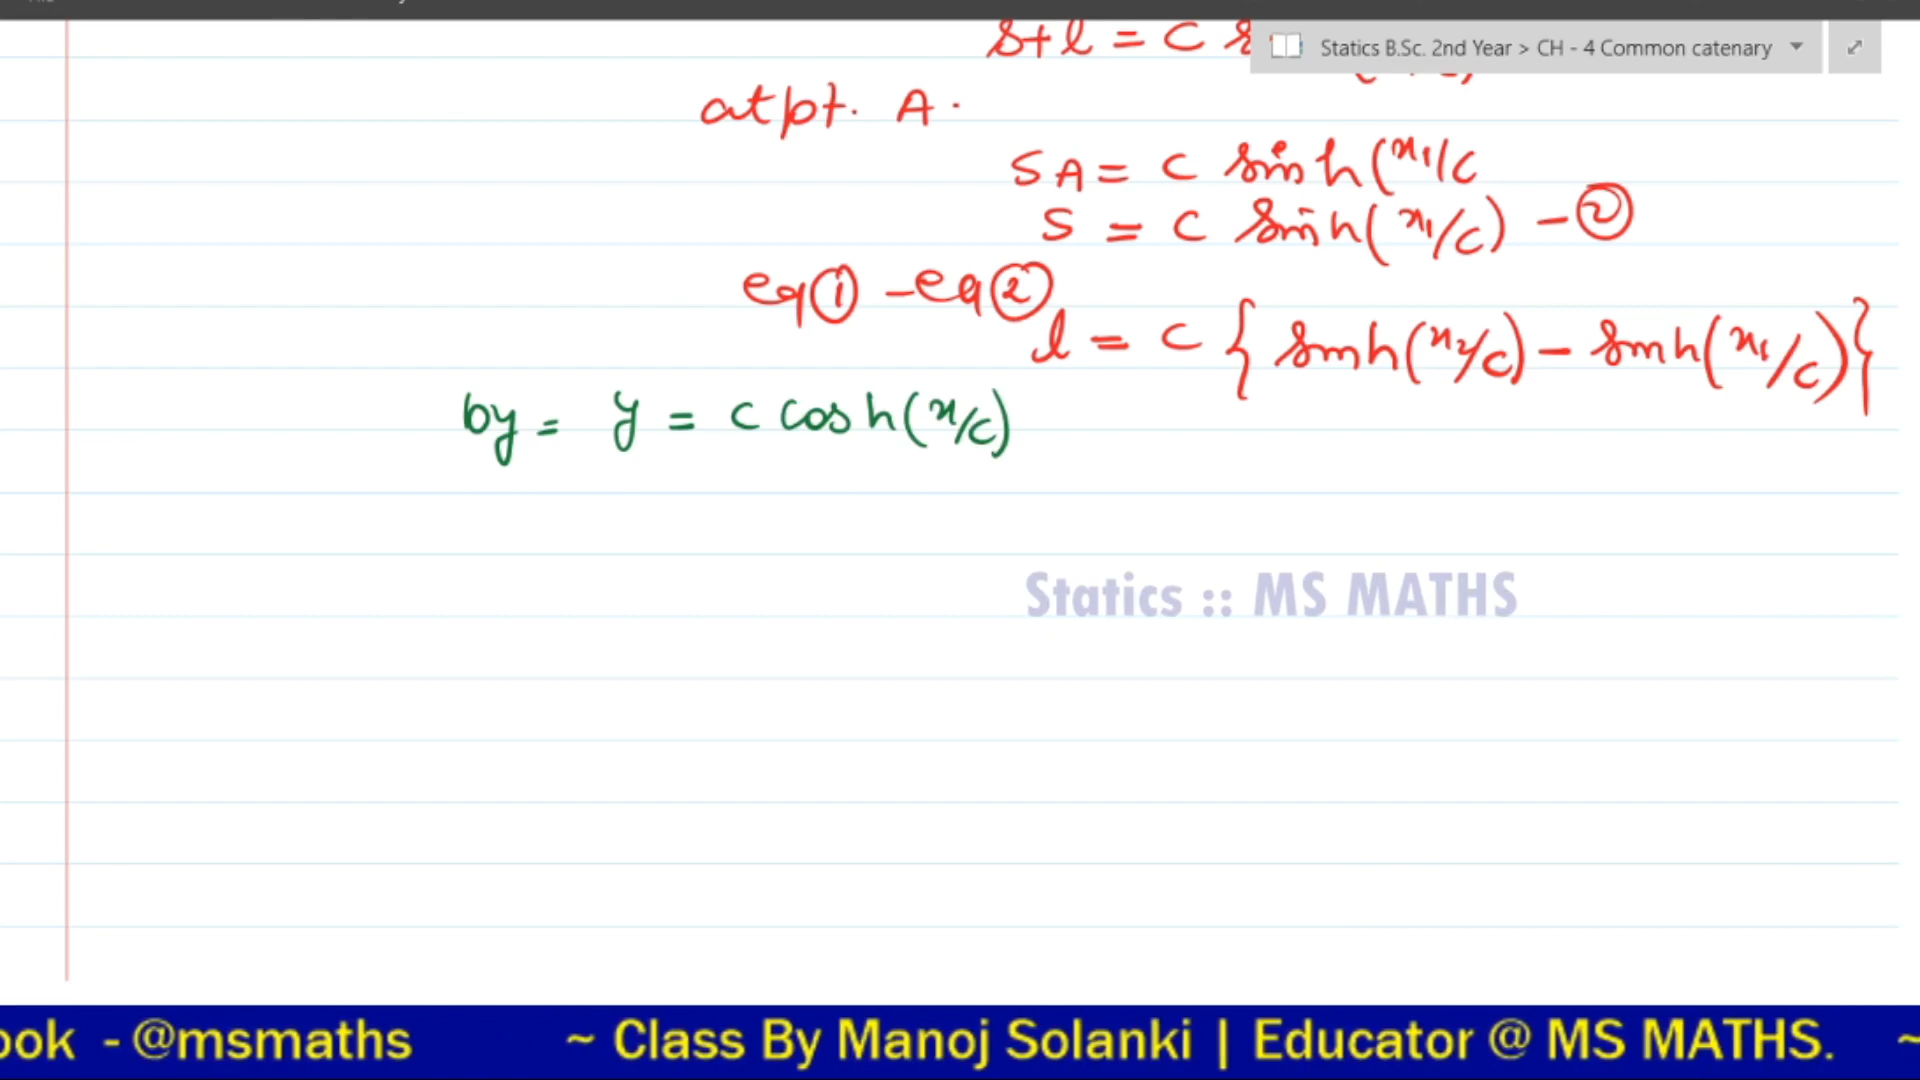 s+l = c s
Statics B.Sc. 2nd Year > CH - 4 Common catenary
at pt. A.
SA = c sinh(x₁/c
s = c sinh(x₁/c) - ②
eq① - eq②
l = c { sinh(x₂/c) - sinh(x₁/c) }
by = y = c cosh(x/c)
Statics :: MS MATHS
ook - @msmaths ~ Class By Manoj Solanki | Educator @ MS MATHS. ~